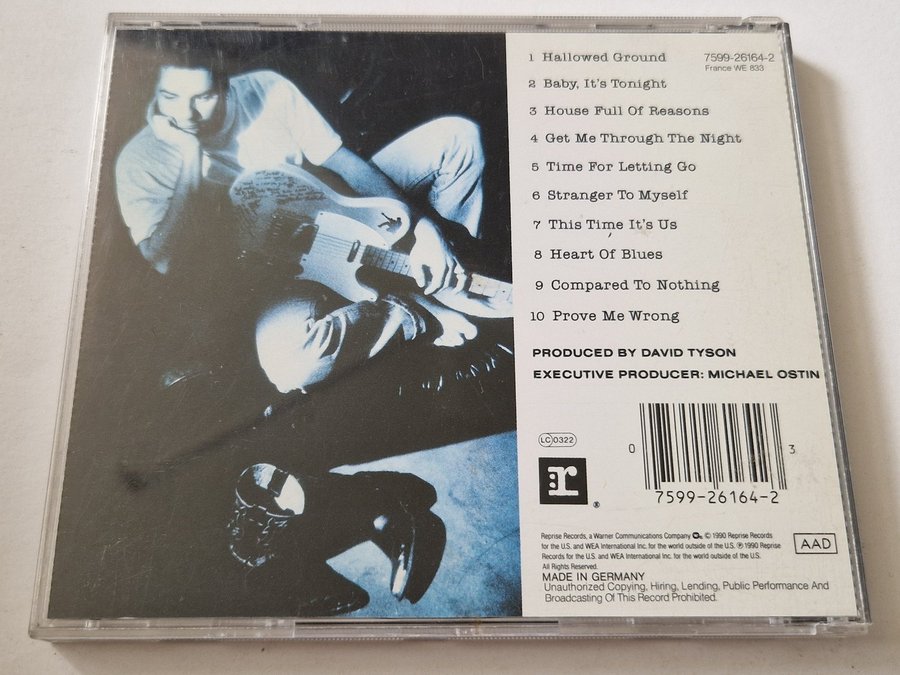 1 Hallowed Ground
7599-26164-2
France WE 833
2 Baby, It's Tonight
3 House Full Of Reasons
4 Get Me Through The Night
5 Time For Letting Go
6 Stranger To Myself
7 This Time It's Us
8 Heart Of Blues
9 Compared To Nothing
10 Prove Me Wrong
PRODUCED BY DAVID TYSON
EXECUTIVE PRODUCER: MICHAEL OSTIN
LC 0322
r ®
0 3
7599-26164-2
Reprise Records, a Warner Communications Company © 1990 Reprise Records
for the U.S. and WEA International Inc. for the world outside of the U.S. ℗ 1990 Reprise
Records for the U.S. and WEA International Inc. for the world outside of the U.S.
All Rights Reserved.
AAD
MADE IN GERMANY
Unauthorized Copying, Hiring, Lending, Public Performance And
Broadcasting Of This Record Prohibited.